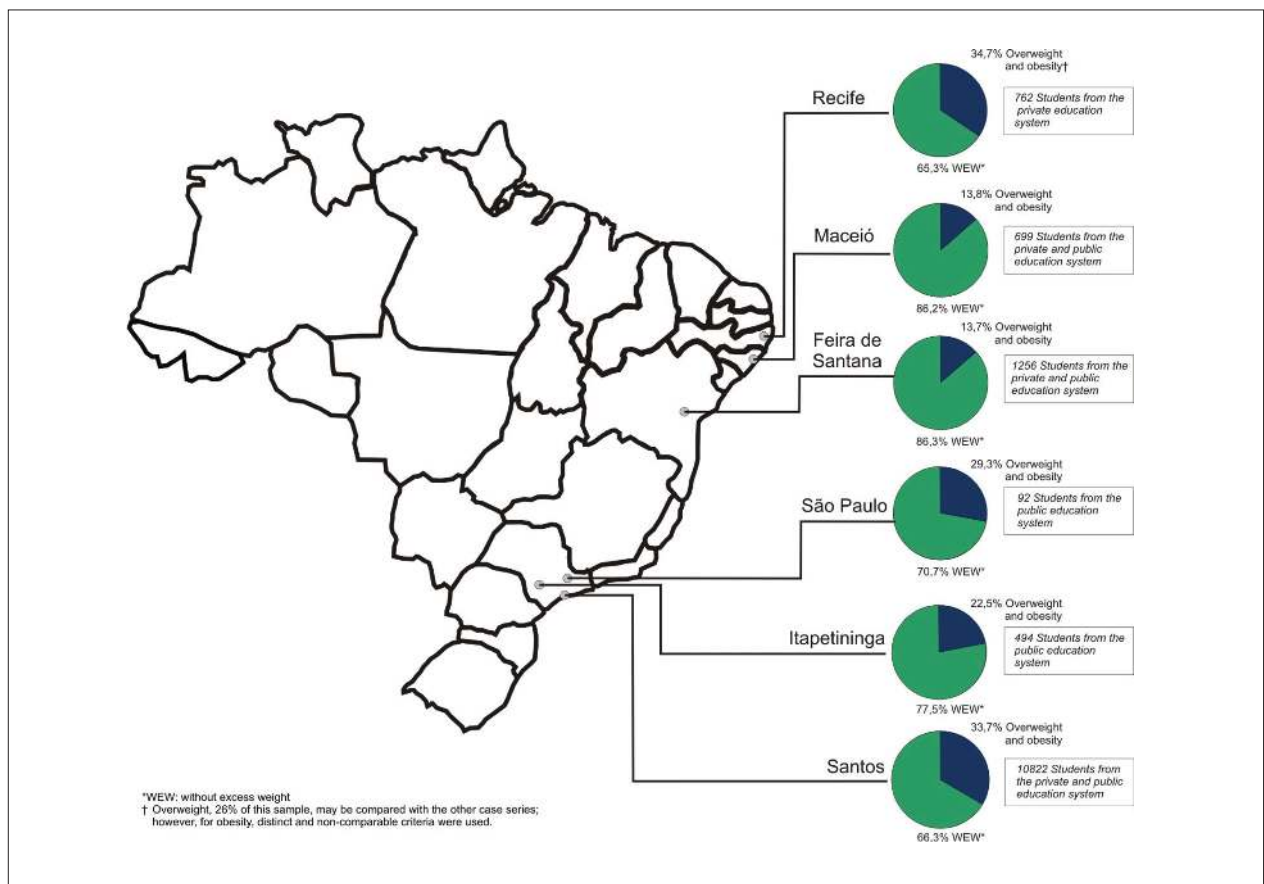 34,7% Overweight
and obesity†
Recife
762 Students from the
private education
system
65,3% WEW*
13,8% Overweight
and obesity
Maceió
699 Students from the
private and public
education system
86,2% WEW*
13,7% Overweight
and obesity
Feira de
Santana
1256 Students from the
private and public
education system
86,3% WEW*
29,3% Overweight
and obesity
São Paulo
92 Students from the
public education
system
70,7% WEW*
22,5% Overweight
and obesity
Itapetininga
494 Students from the
public education
system
77,5% WEW*
33,7% Overweight
and obesity
Santos
10822 Students from
the private and public
education system
66,3% WEW*
*WEW: without excess weight
† Overweight, 26% of this sample, may be compared with the other case series;
however, for obesity, distinct and non-comparable criteria were used.